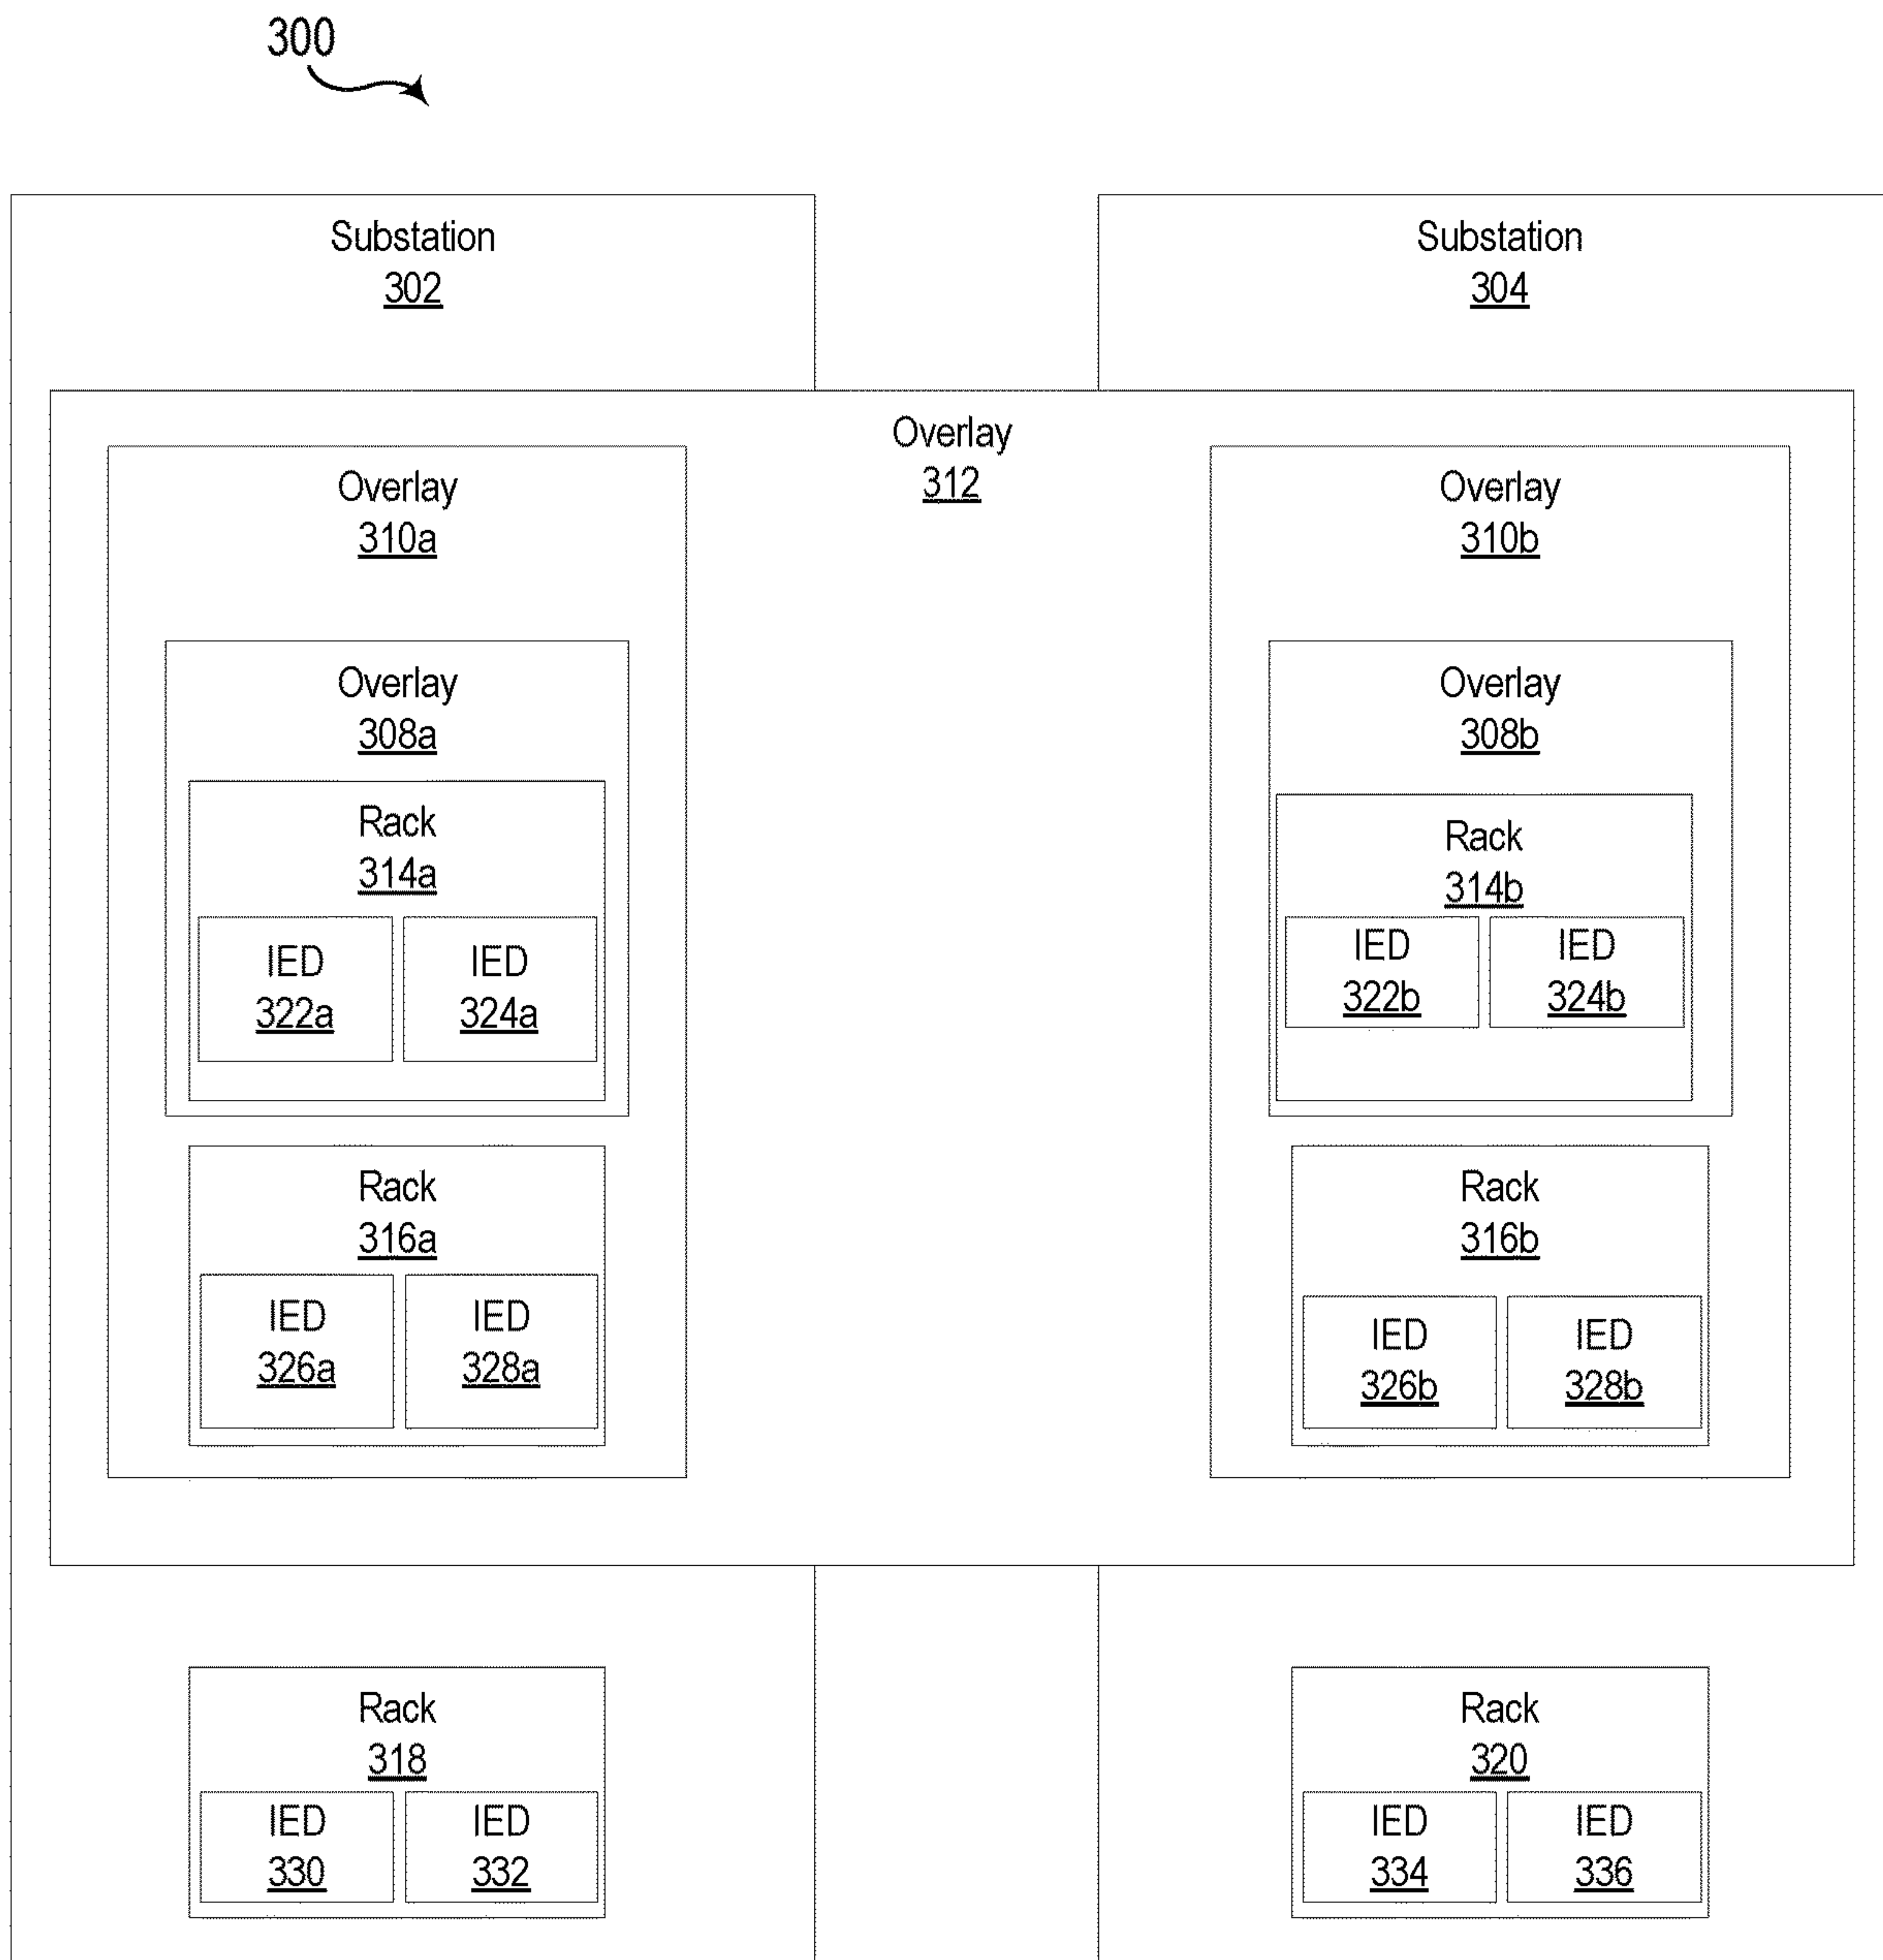 300
Substation
302
Substation
304
Overlay
312
Overlay
310a
Overlay
308a
Rack
314a
IED
322a
IED
324a
Rack
316a
IED
326a
IED
328a
Overlay
310b
Overlay
308b
Rack
314b
IED
322b
IED
324b
Rack
316b
IED
326b
IED
328b
Rack
318
IED
330
IED
332
Rack
320
IED
334
IED
336